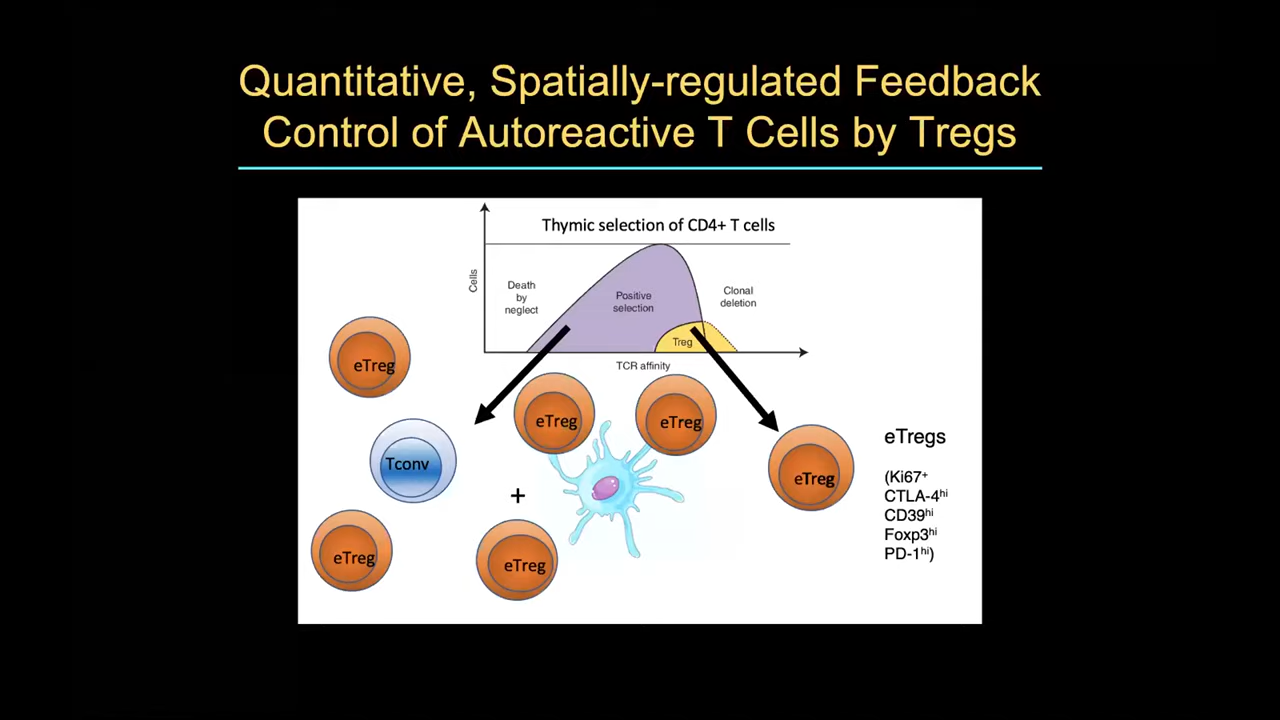 Quantitative, Spatially-regulated Feedback
Control of Autoreactive T Cells by Tregs
Thymic selection of CD4+ T cells
Cells
Death
by
neglect
Positive
selection
Clonal
deletion
Treg
TCR affinity
eTreg
eTreg
eTreg
Tconv
+
eTreg
eTreg
eTreg
eTregs
(Ki67⁺
CTLA-4ʰⁱ
CD39ʰⁱ
Foxp3ʰⁱ
PD-1ʰⁱ)